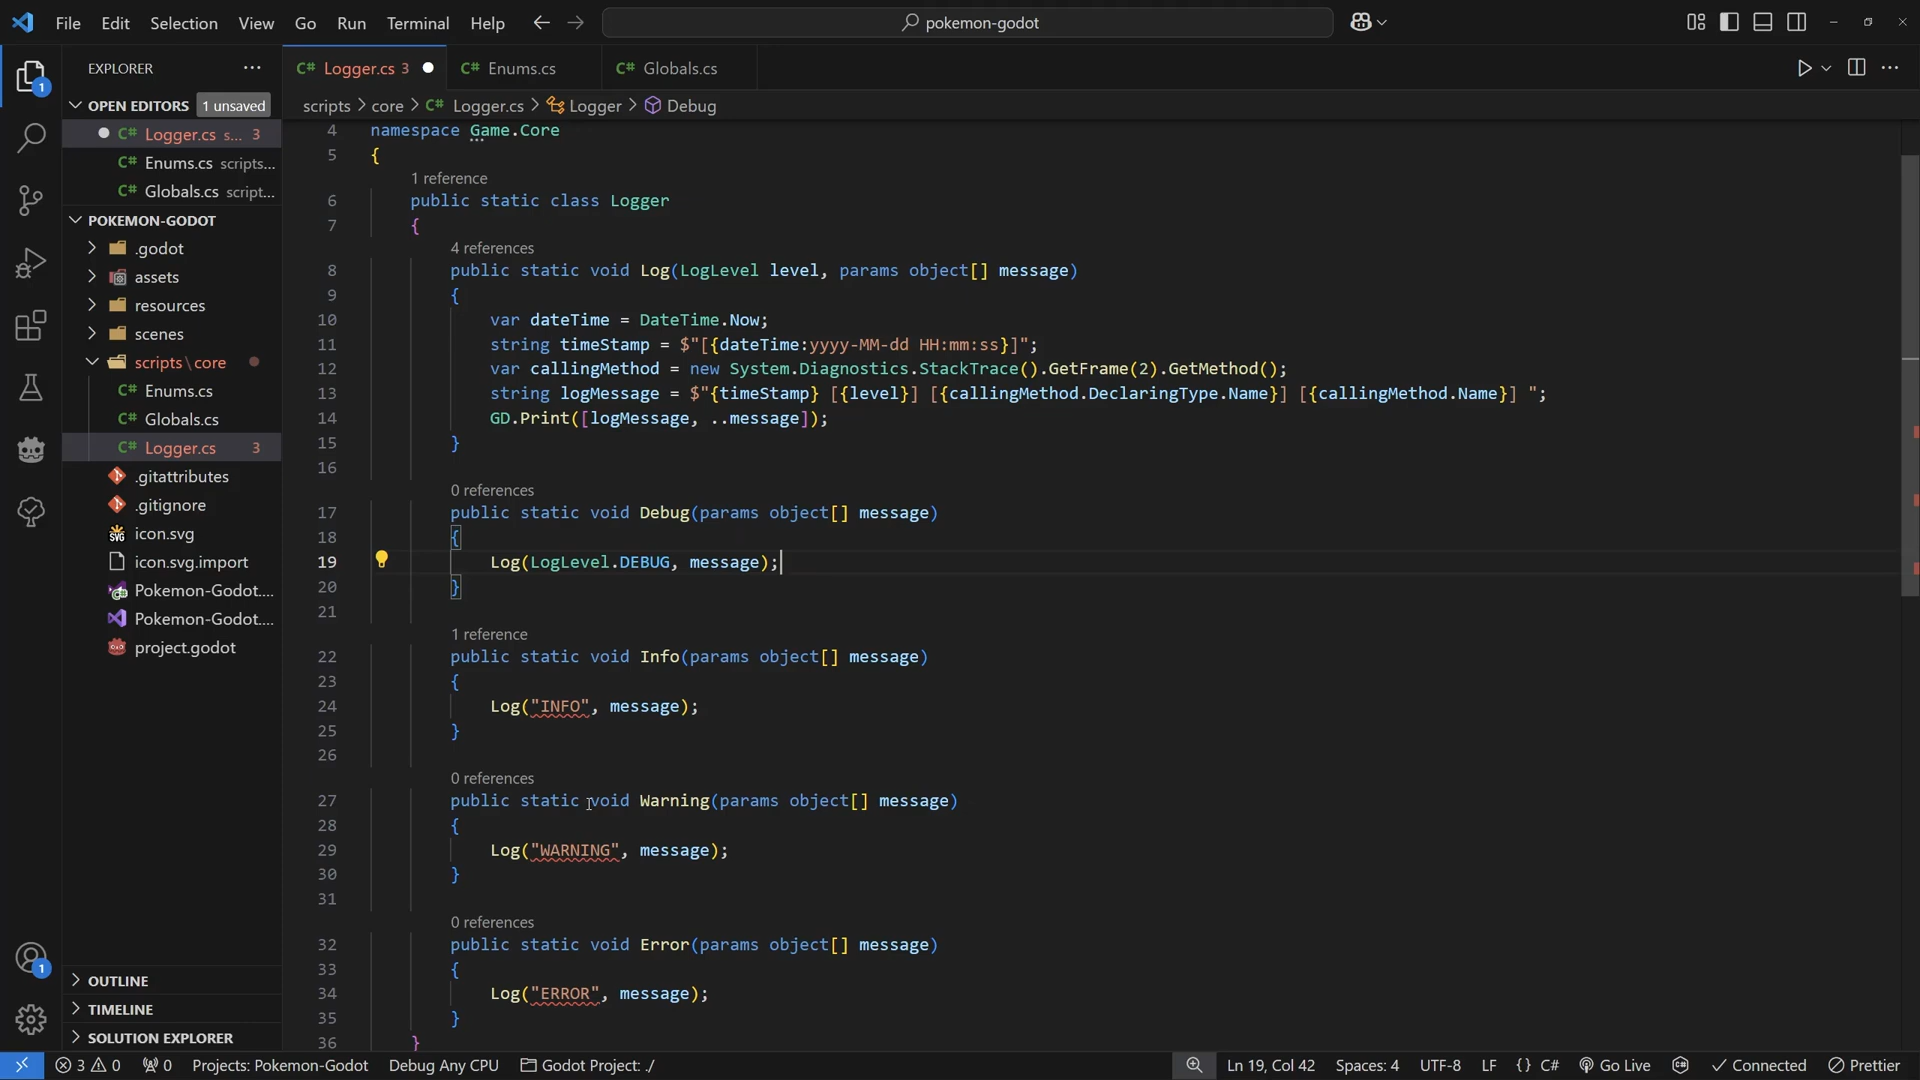 File Edit Selection View Go Run Terminal Help
pokemon-godot
EXPLORER
Logger.cs 3
Enums.cs
Globals.cs
OPEN EDITORS 1 unsaved
scripts > core > Logger.cs > Logger > Debug
Logger.cs s... 3
Enums.cs scripts...
Globals.cs script...
POKEMON-GODOT
.godot
assets
resources
scenes
scripts\core
Enums.cs
Globals.cs
Logger.cs 3
.gitattributes
.gitignore
icon.svg
icon.svg.import
Pokemon-Godot....
Pokemon-Godot....
project.godot
OUTLINE
TIMELINE
SOLUTION EXPLORER
4 namespace Game.Core
5 {
1 reference
6 public static class Logger
7 {
4 references
8 public static void Log(LogLevel level, params object[] message)
9 {
10 var dateTime = DateTime.Now;
11 string timeStamp = $"[{dateTime:yyyy-MM-dd HH:mm:ss}]";
12 var callingMethod = new System.Diagnostics.StackTrace().GetFrame(2).GetMethod();
13 string logMessage = $"{timeStamp} [{level}] [{callingMethod.DeclaringType.Name}] [{callingMethod.Name}] ";
14 GD.Print([logMessage, ..message]);
15 }
16
0 references
17 public static void Debug(params object[] message)
18 {
19 Log(LogLevel.DEBUG, message);
20 }
21
1 reference
22 public static void Info(params object[] message)
23 {
24 Log("INFO", message);
25 }
26
0 references
27 public static void Warning(params object[] message)
28 {
29 Log("WARNING", message);
30 }
31
0 references
32 public static void Error(params object[] message)
33 {
34 Log("ERROR", message);
35 }
36 }
1
1
3 0 0 Projects: Pokemon-Godot Debug Any CPU Godot Project: ./ Ln 19, Col 42 Spaces: 4 UTF-8 LF {} C# Go Live Connected Prettier